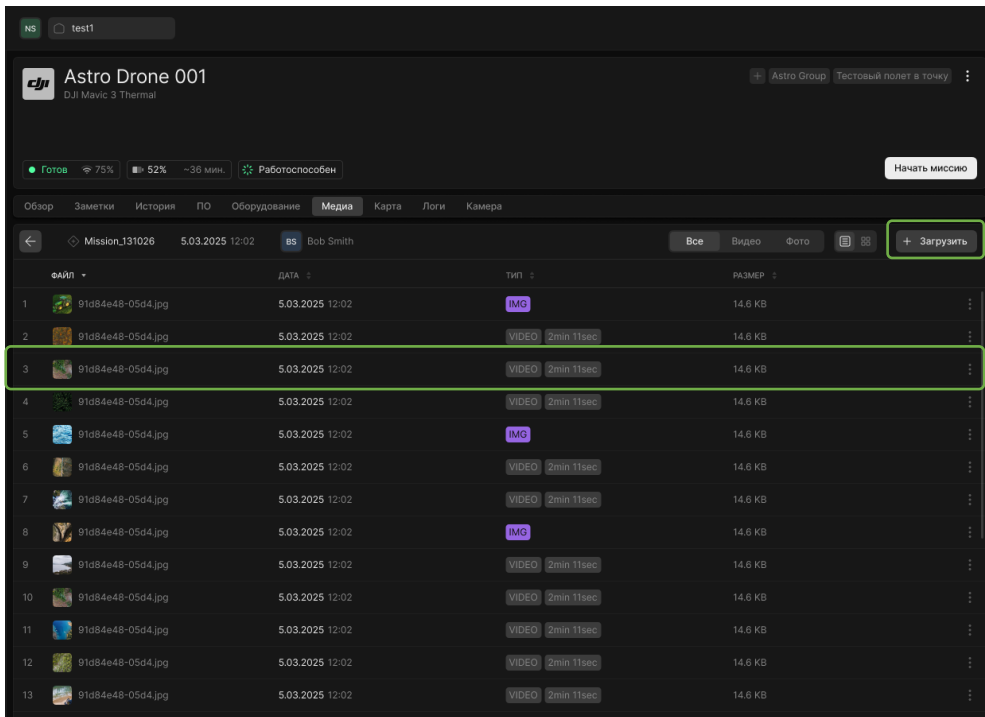 NS test1
dji Astro Drone 001 + Astro Group Тестовый полет в точку
DJI Mavic 3 Thermal
Готов 75% 52% ~36 мин. Работоспособен Начать миссию
Обзор Заметки История ПО Оборудование Медиа Карта Логи Камера
Mission_131026 5.03.2025 12:02 BS Bob Smith Все Видео Фото + Загрузить
ФАЙЛ ДАТА ТИП РАЗМЕР
1 91d84e48-05d4.jpg 5.03.2025 12:02 IMG 14.6 KB
2 91d84e48-05d4.jpg 5.03.2025 12:02 VIDEO 2min 11sec 14.6 KB
3 91d84e48-05d4.jpg 5.03.2025 12:02 VIDEO 2min 11sec 14.6 KB
4 91d84e48-05d4.jpg 5.03.2025 12:02 VIDEO 2min 11sec 14.6 KB
5 91d84e48-05d4.jpg 5.03.2025 12:02 IMG 14.6 KB
6 91d84e48-05d4.jpg 5.03.2025 12:02 VIDEO 2min 11sec 14.6 KB
7 91d84e48-05d4.jpg 5.03.2025 12:02 VIDEO 2min 11sec 14.6 KB
8 91d84e48-05d4.jpg 5.03.2025 12:02 IMG 14.6 KB
9 91d84e48-05d4.jpg 5.03.2025 12:02 VIDEO 2min 11sec 14.6 KB
10 91d84e48-05d4.jpg 5.03.2025 12:02 VIDEO 2min 11sec 14.6 KB
11 91d84e48-05d4.jpg 5.03.2025 12:02 VIDEO 2min 11sec 14.6 KB
12 91d84e48-05d4.jpg 5.03.2025 12:02 VIDEO 2min 11sec 14.6 KB
13 91d84e48-05d4.jpg 5.03.2025 12:02 VIDEO 2min 11sec 14.6 KB